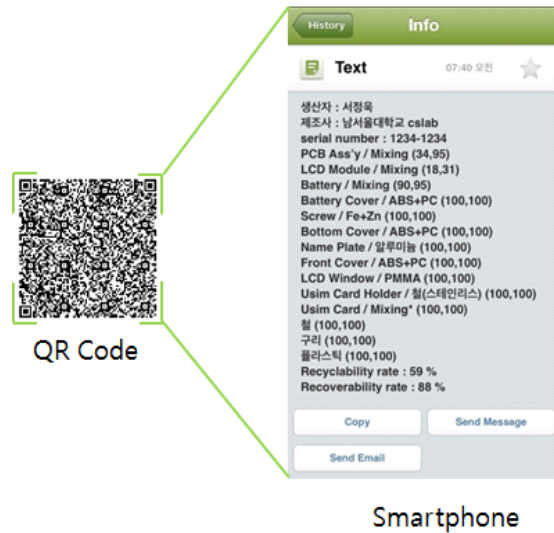 History
Info
Text
07:40 오전
생산자 : 서정욱
제조사 : 남서울대학교 cslab
serial number : 1234-1234
PCB Ass'y / Mixing (34,95)
LCD Module / Mixing (18,31)
Battery / Mixing (90,95)
Battery Cover / ABS+PC (100,100)
Screw / Fe+Zn (100,100)
Bottom Cover / ABS+PC (100,100)
Name Plate / 알루미늄 (100,100)
Front Cover / ABS+PC (100,100)
LCD Window / PMMA (100,100)
Usim Card Holder / 철(스테인리스) (100,100)
Usim Card / Mixing* (100,100)
철 (100,100)
구리 (100,100)
플라스틱 (100,100)
Recyclability rate : 59 %
Recoverability rate : 88 %
Copy
Send Message
Send Email
QR Code
Smartphone